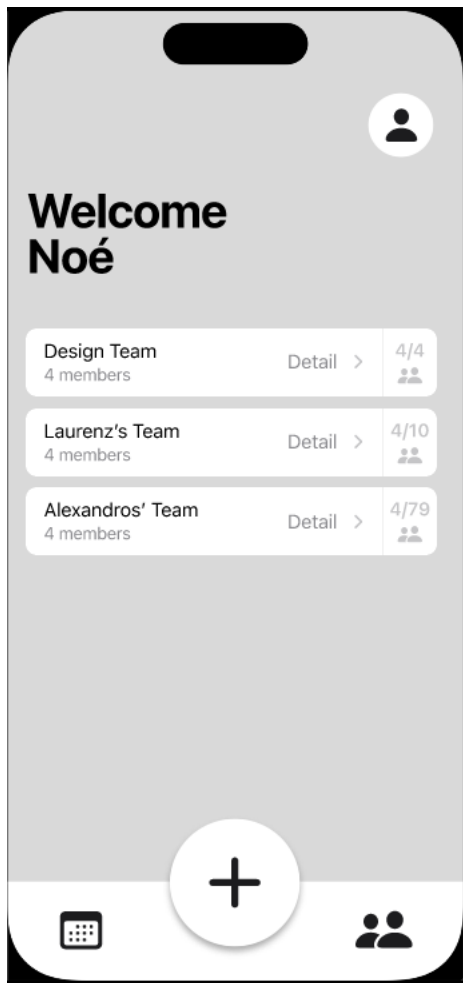 Welcome
Noé
Design Team
4 members
Detail
4/4
Laurenz's Team
4 members
Detail
4/10
Alexandros' Team
4 members
Detail
4/79